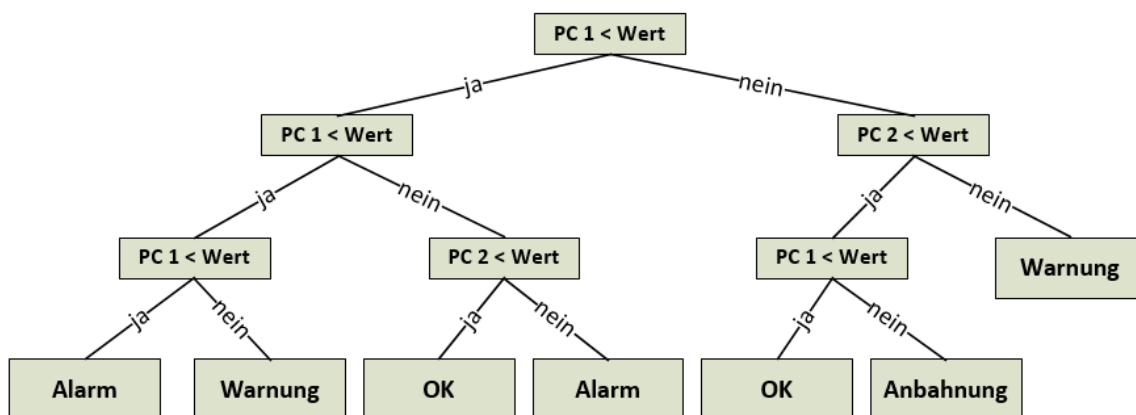 PC 1 < Wert
ja
nein
PC 1 < Wert
PC 2 < Wert
ja
nein
ja
nein
PC 1 < Wert
PC 2 < Wert
PC 1 < Wert
Warnung
ja
nein
ja
nein
ja
nein
Alarm
Warnung
OK
Alarm
OK
Anbahnung